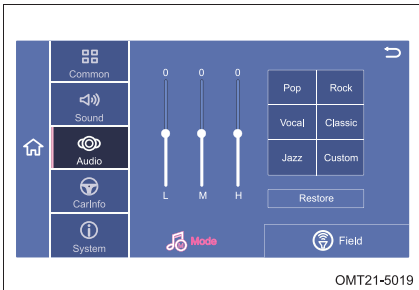 Common
Sound
Audio
CarInfo
System
0 0 0
L M H
Pop Rock
Vocal Classic
Jazz Custom
Restore
Mode
Field
OMT21-5019